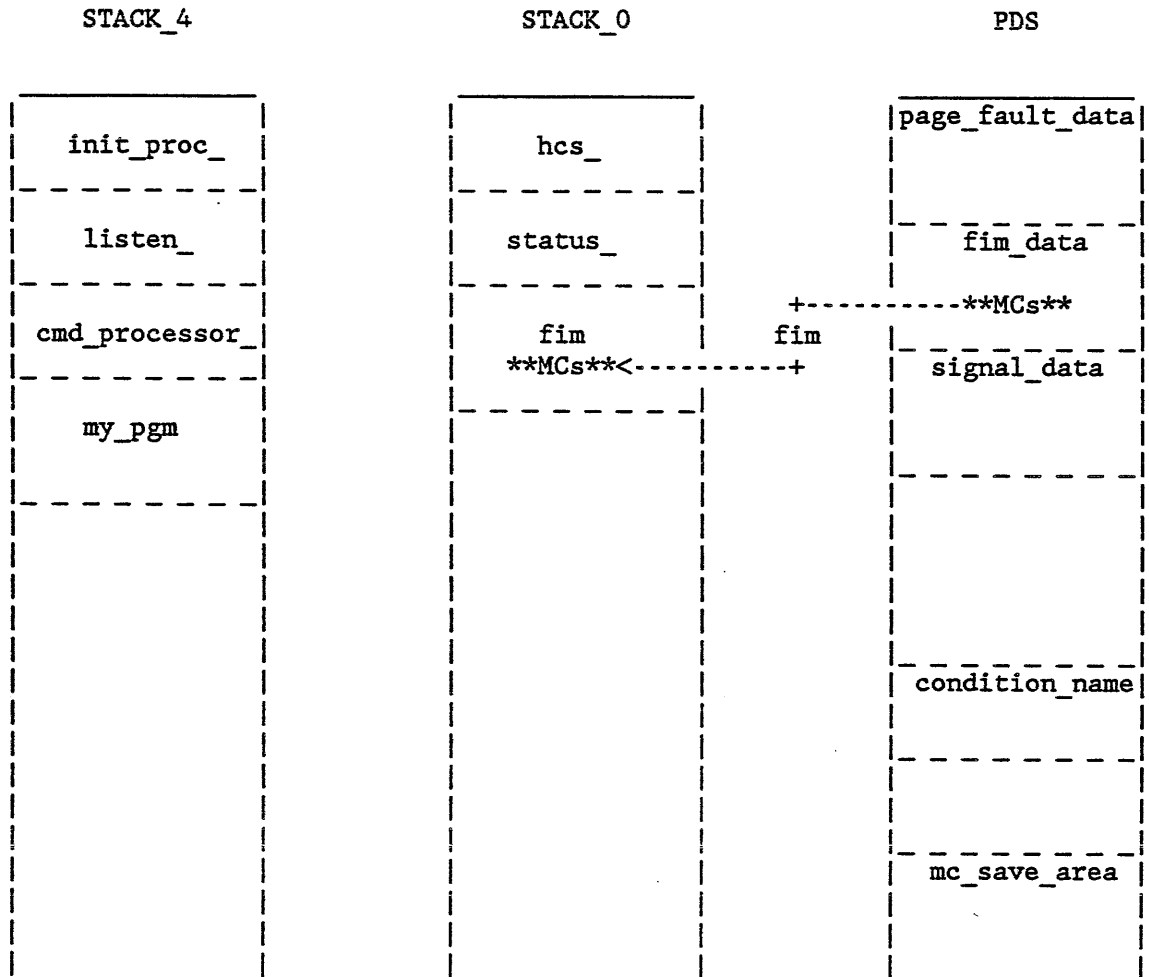 STACK_4 STACK_0 PDS
page_fault_data
init_proc_ hcs_
listen_ status_ fim_data
+----------**MCs**
cmd_processor_ fim fim
**MCs**<----------+ signal_data
my_pgm
condition_name
mc_save_area